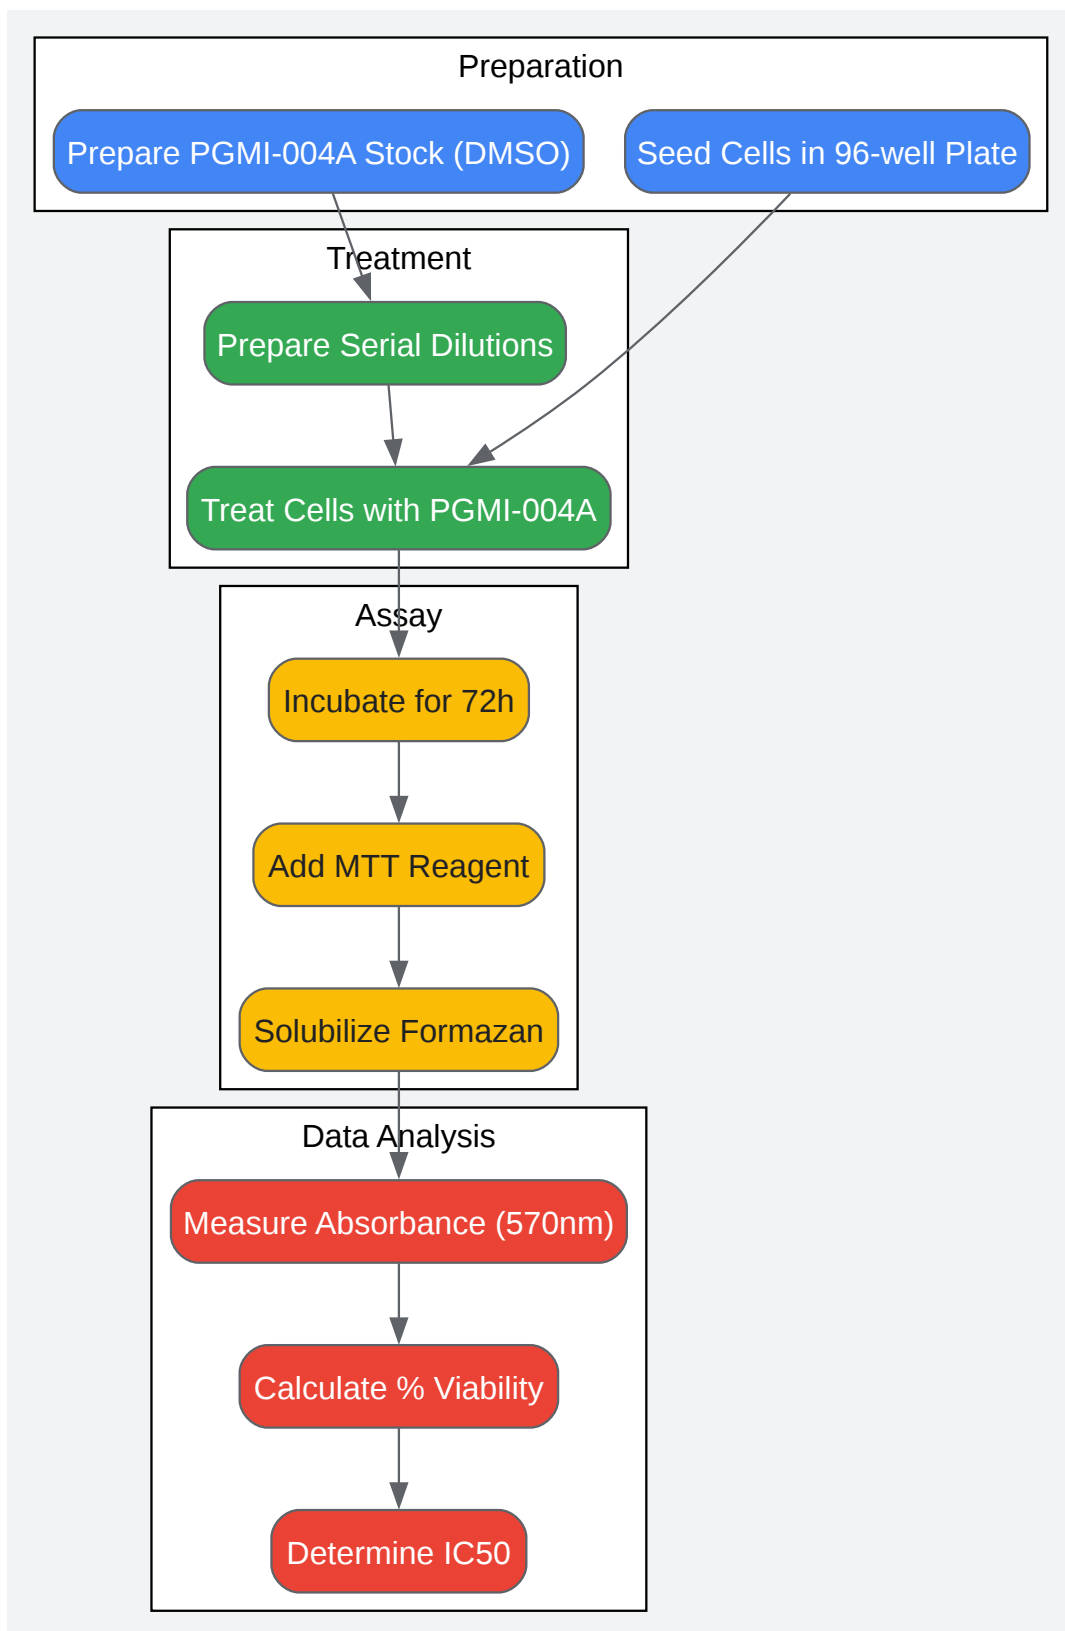 Preparation
Prepare PGMI-004A Stock (DMSO)
Seed Cells in 96-well Plate
Treatment
Prepare Serial Dilutions
Treat Cells with PGMI-004A
Assay
Incubate for 72h
Add MTT Reagent
Solubilize Formazan
Data Analysis
Measure Absorbance (570nm)
Calculate % Viability
Determine IC50